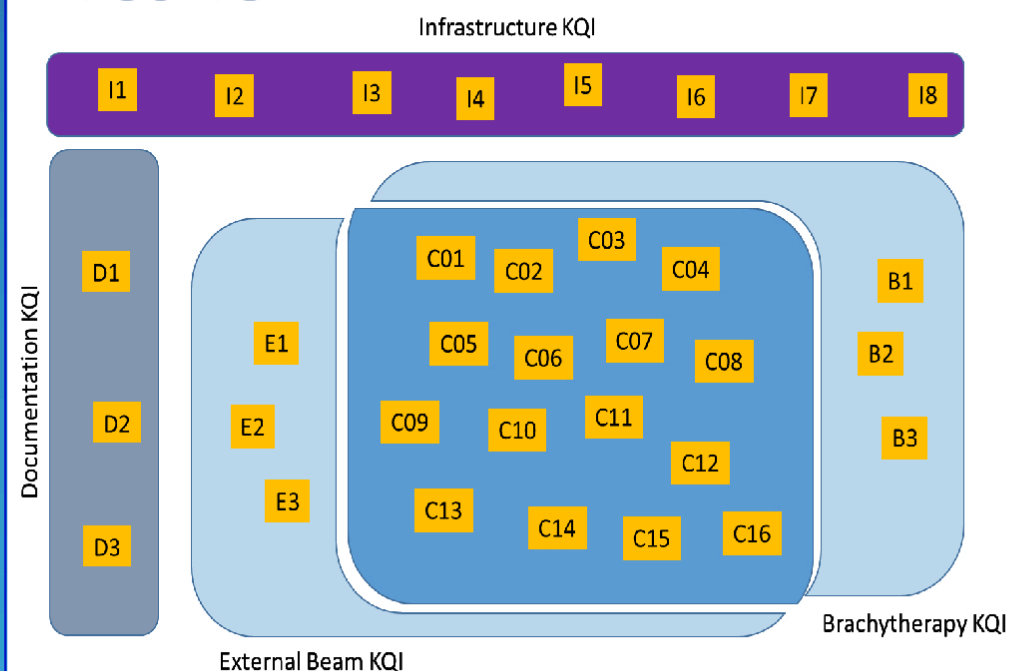 Infrastructure KQI
I1 I2 I3 I4 I5 I6 I7 I8
Documentation KQI
D1
D2
D3
E1
E2
E3
C01 C02 C03 C04
C05 C06 C07 C08
C09 C10 C11 C12
C13 C14 C15 C16
B1
B2
B3
Brachytherapy KQI
External Beam KQI